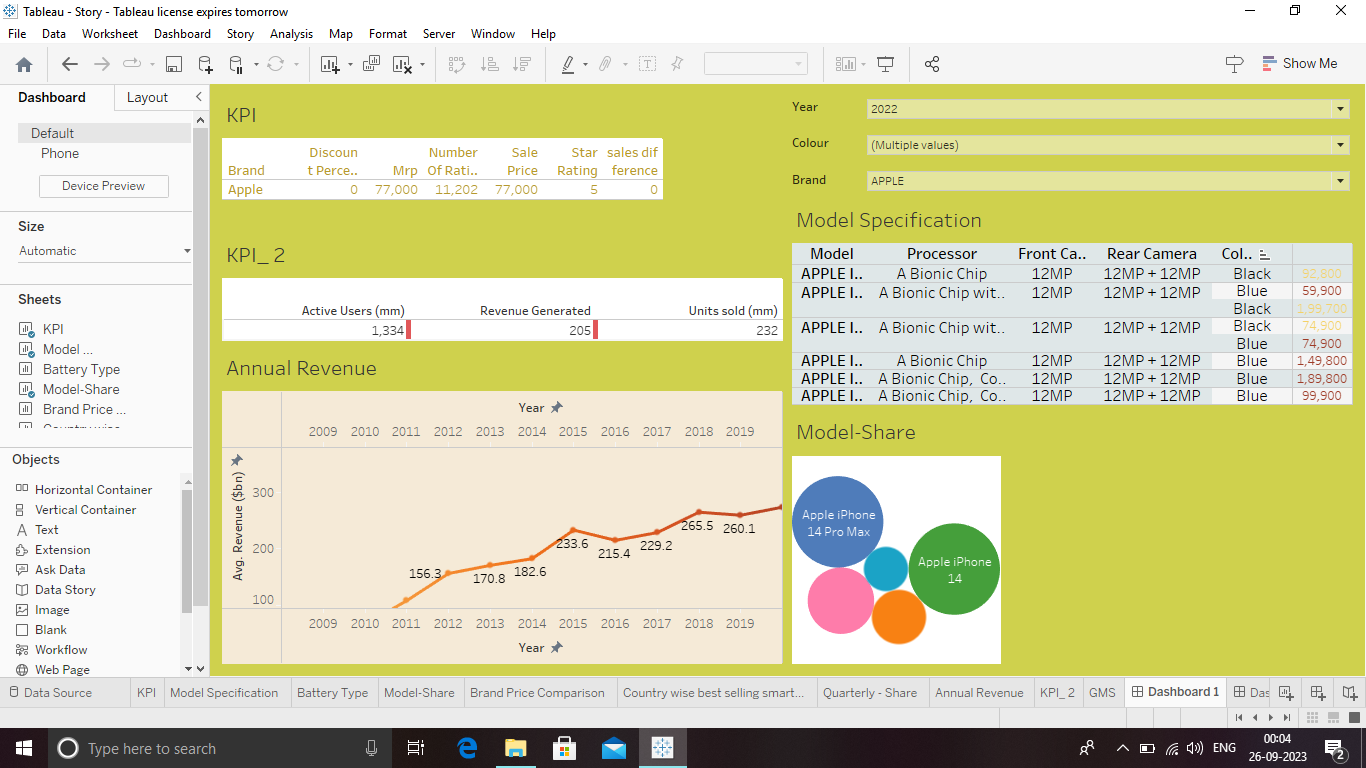 Tableau - Story - Tableau license expires tomorrow
File Data Worksheet Dashboard Story Analysis Map Format Server Window Help
Show Me
Dashboard Layout
Default
Phone
Device Preview
Size
Automatic
Sheets
KPI
Model ...
Battery Type
Model-Share
Brand Price ...
Objects
Horizontal Container
Vertical Container
Text
Extension
Ask Data
Data Story
Image
Blank
Workflow
Web Page
KPI
Discoun Number Sale Star sales dif
Brand t Perce.. Mrp Of Rati.. Price Rating ference
Apple 0 77,000 11,202 77,000 5 0
KPI_ 2
Active Users (mm) Revenue Generated Units sold (mm)
1,334 205 232
Annual Revenue
Year
2009 2010 2011 2012 2013 2014 2015 2016 2017 2018 2019
Avg. Revenue ($bn)
300
200
100
156.3 170.8 182.6 233.6 215.4 229.2 265.5 260.1
2009 2010 2011 2012 2013 2014 2015 2016 2017 2018 2019
Year
Year 2022
Colour (Multiple values)
Brand APPLE
Model Specification
Model Processor Front Ca.. Rear Camera Col..
APPLE I.. A Bionic Chip 12MP 12MP + 12MP Black 92,800
APPLE I.. A Bionic Chip wit.. 12MP 12MP + 12MP Blue 59,900
Black 1,99,700
APPLE I.. A Bionic Chip wit.. 12MP 12MP + 12MP Black 74,900
Blue 74,900
APPLE I.. A Bionic Chip 12MP 12MP + 12MP Blue 1,49,800
APPLE I.. A Bionic Chip, Co.. 12MP 12MP + 12MP Blue 1,89,800
APPLE I.. A Bionic Chip, Co.. 12MP 12MP + 12MP Blue 99,900
Model-Share
Apple iPhone
14 Pro Max
Apple iPhone
14
Data Source KPI Model Specification Battery Type Model-Share Brand Price Comparison Country wise best selling smart... Quarterly - Share Annual Revenue KPI_ 2 GMS Dashboard 1 Das
Type here to search
ENG
00:04
26-09-2023
2